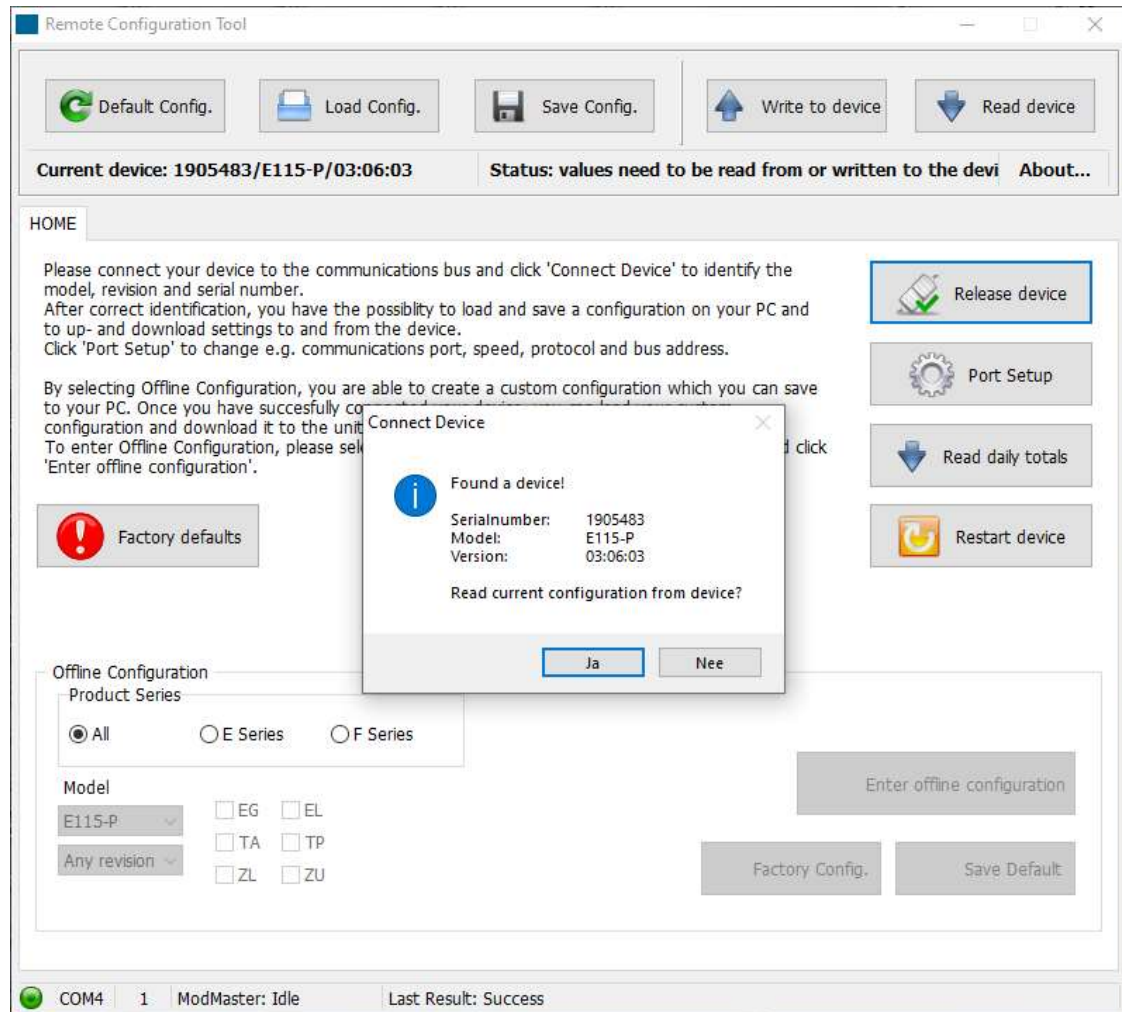 Remote Configuration Tool
Default Config.
Load Config.
Save Config.
Write to device
Read device
Current device: 1905483/E115-P/03:06:03
Status: values need to be read from or written to the devi
About...
HOME
Please connect your device to the communications bus and click 'Connect Device' to identify the
model, revision and serial number.
After correct identification, you have the possiblity to load and save a configuration on your PC and
to up- and download settings to and from the device.
Click 'Port Setup' to change e.g. communications port, speed, protocol and bus address.
By selecting Offline Configuration, you are able to create a custom configuration which you can save
to your PC. Once you have succesfully
configuration and download it to the unit
To enter Offline Configuration, please
click
'Enter offline configuration'.
Release device
Port Setup
Read daily totals
Restart device
Factory defaults
Connect Device
Found a device!
Serialnumber: 1905483
Model: E115-P
Version: 03:06:03
Read current configuration from device?
Ja
Nee
Offline Configuration
Product Series
All
E Series
F Series
Model
E115-P
Any revision
EG
EL
TA
TP
ZL
ZU
Enter offline configuration
Factory Config.
Save Default
COM4
1
ModMaster: Idle
Last Result: Success